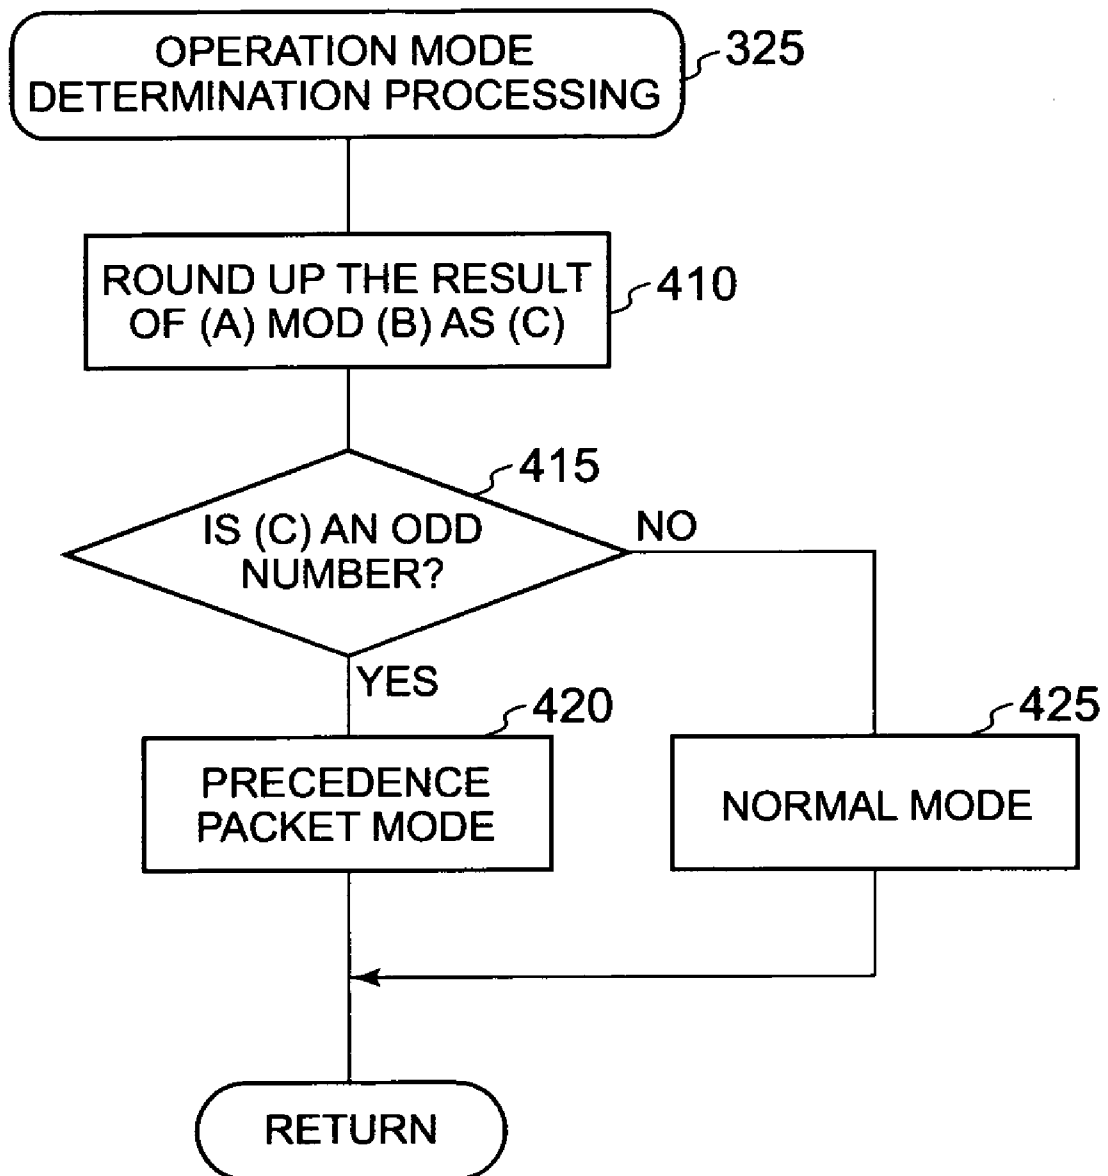 OPERATION MODE
DETERMINATION PROCESSING
325
ROUND UP THE RESULT
OF (A) MOD (B) AS (C)
410
415
IS (C) AN ODD
NUMBER?
NO
YES
420
PRECEDENCE
PACKET MODE
425
NORMAL MODE
RETURN